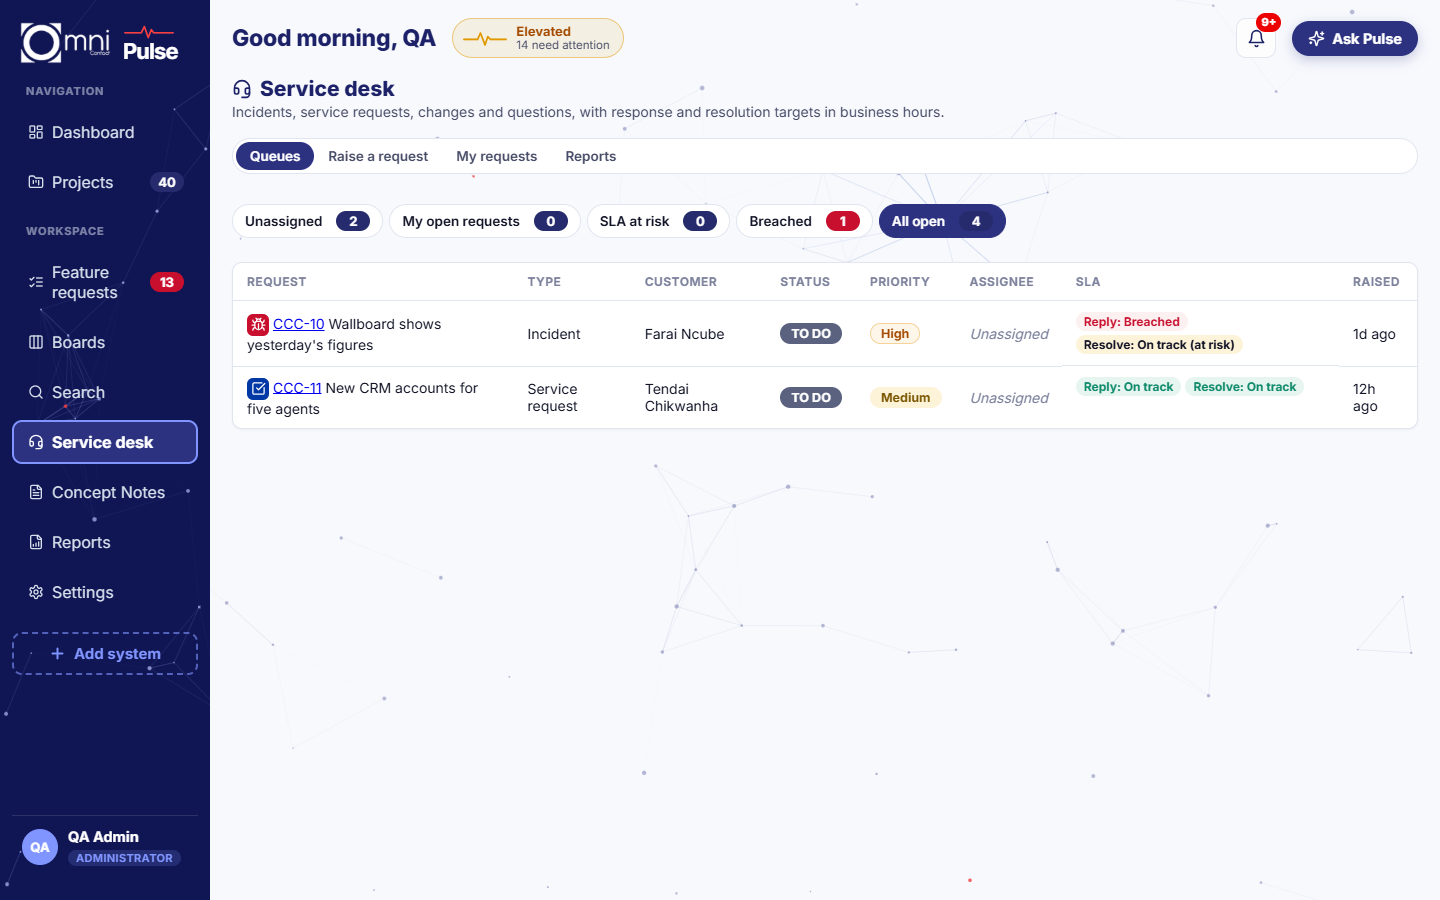 Omni Contact Pulse
NAVIGATION
Dashboard
Projects 40
WORKSPACE
Feature requests 13
Boards
Search
Service desk
Concept Notes
Reports
Settings
+ Add system
QA
QA Admin
ADMINISTRATOR
Good morning, QA
Elevated
14 need attention
9+
Ask Pulse
Service desk
Incidents, service requests, changes and questions, with response and resolution targets in business hours.
Queues Raise a request My requests Reports
Unassigned 2 My open requests 0 SLA at risk 0 Breached 1 All open 4
REQUEST TYPE CUSTOMER STATUS PRIORITY ASSIGNEE SLA RAISED
CCC-10 Wallboard shows
yesterday's figures
Incident
Farai Ncube
TO DO
High
Unassigned
Reply: Breached
Resolve: On track (at risk)
1d ago
CCC-11 New CRM accounts for
five agents
Service
request
Tendai
Chikwanha
TO DO
Medium
Unassigned
Reply: On track Resolve: On track
12h
ago